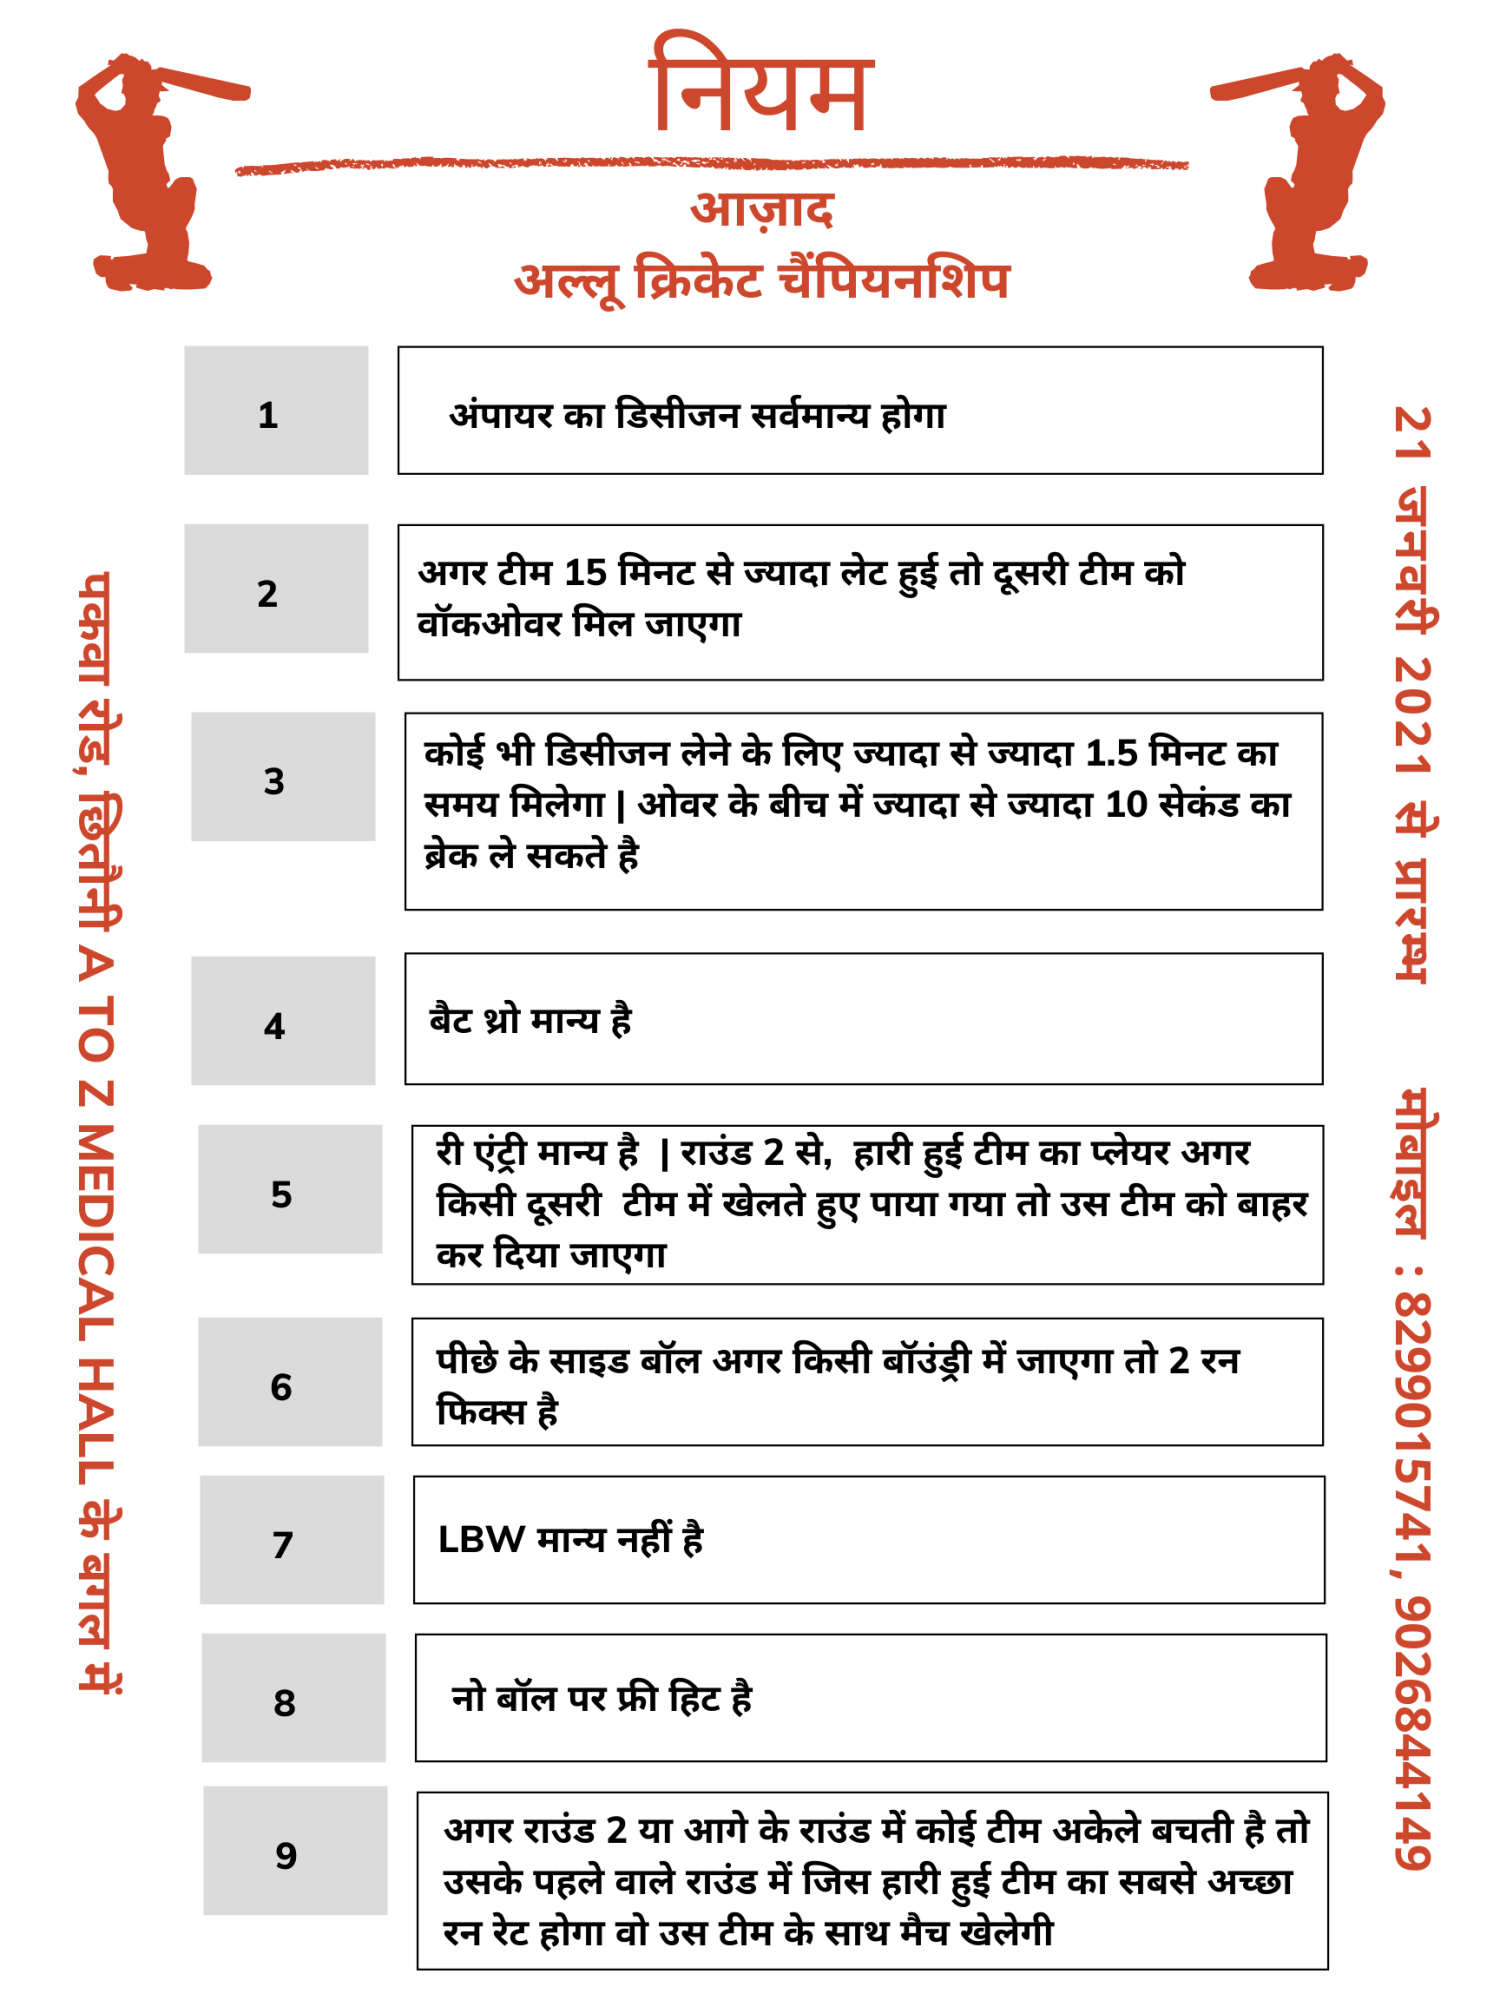 नियम
आज़ाद
अल्लू क्रिकेट चैंपियनशिप
1
अंपायर का डिसीजन सर्वमान्य होगा
2
अगर टीम 15 मिनट से ज्यादा लेट हुई तो दूसरी टीम को
वॉकओवर मिल जाएगा
3
कोई भी डिसीजन लेने के लिए ज्यादा से ज्यादा 1.5 मिनट का
समय मिलेगा | ओवर के बीच में ज्यादा से ज्यादा 10 सेकंड का
ब्रेक ले सकते है
4
बैट थ्रो मान्य है
5
री एंट्री मान्य है | राउंड 2 से, हारी हुई टीम का प्लेयर अगर
किसी दूसरी टीम में खेलते हुए पाया गया तो उस टीम को बाहर
कर दिया जाएगा
6
पीछे के साइड बॉल अगर किसी बॉउंड्री में जाएगा तो 2 रन
फिक्स है
7
LBW मान्य नहीं है
8
नो बॉल पर फ्री हिट है
9
अगर राउंड 2 या आगे के राउंड में कोई टीम अकेले बचती है तो
उसके पहले वाले राउंड में जिस हारी हुई टीम का सबसे अच्छा
रन रेट होगा वो उस टीम के साथ मैच खेलेगी
पकवा रोड, छितौनी A TO Z MEDICAL HALL के बगल में
21 जनवरी 2021 से प्रारम्भ मोबाइल : 8299015741, 9026844149